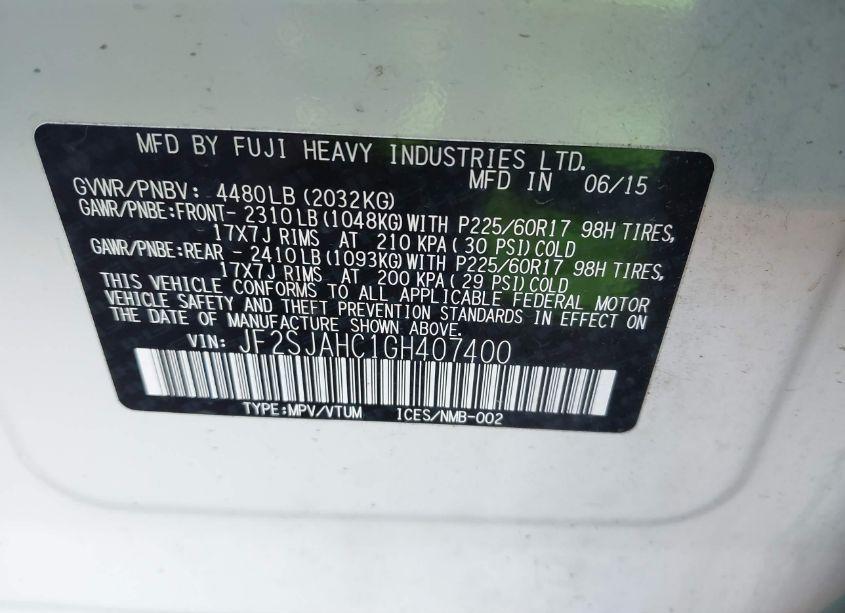 MFD BY FUJI HEAVY INDUSTRIES LTD.
MFD IN 06/15
GVWR/PNBV: 4480LB(2032KG)
GAWR/PNBE:FRONT- 2310LB(1048KG)WITH P225/60R17 98H TIRES,
17X7J RIMS AT 210 KPA( 30 PSI)COLD
GAWR/PNBE:REAR - 2410LB(1093KG)WITH P225/60R17 98H TIRES,
17X7J RIMS AT 200 KPA( 29 PSI)COLD
THIS VEHICLE CONFORMS TO ALL APPLICABLE FEDERAL MOTOR
VEHICLE SAFETY AND THEFT PREVENTION STANDARDS IN EFFECT ON
THE DATE OF MANUFACTURE SHOWN ABOVE.
VIN: JF2SJAHC1GH407400
TYPE:MPV/VTUM ICES/NMB-002